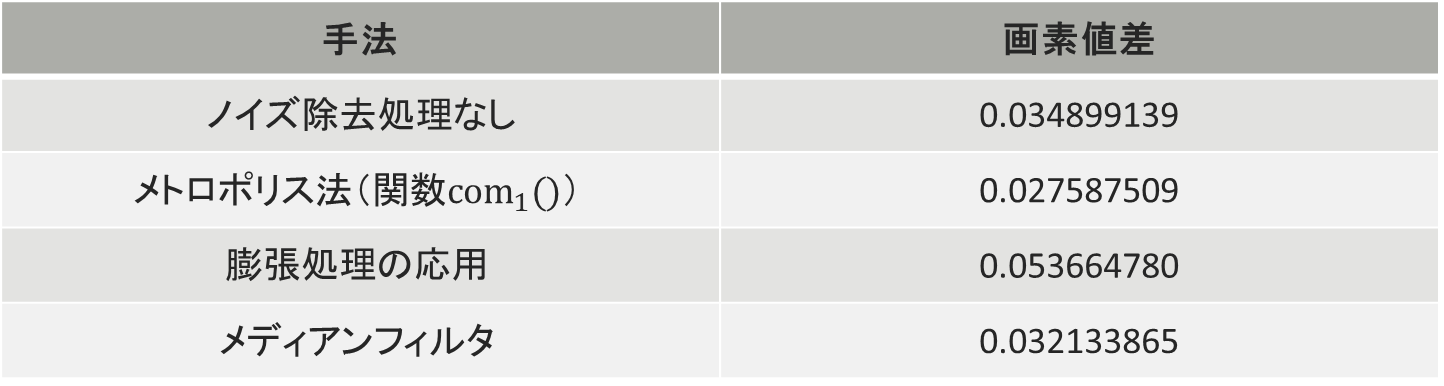 手法 画素値差
ノイズ除去処理なし 0.034899139
メトロポリス法（関数com₁()） 0.027587509
膨張処理の応用 0.053664780
メディアンフィルタ 0.032133865